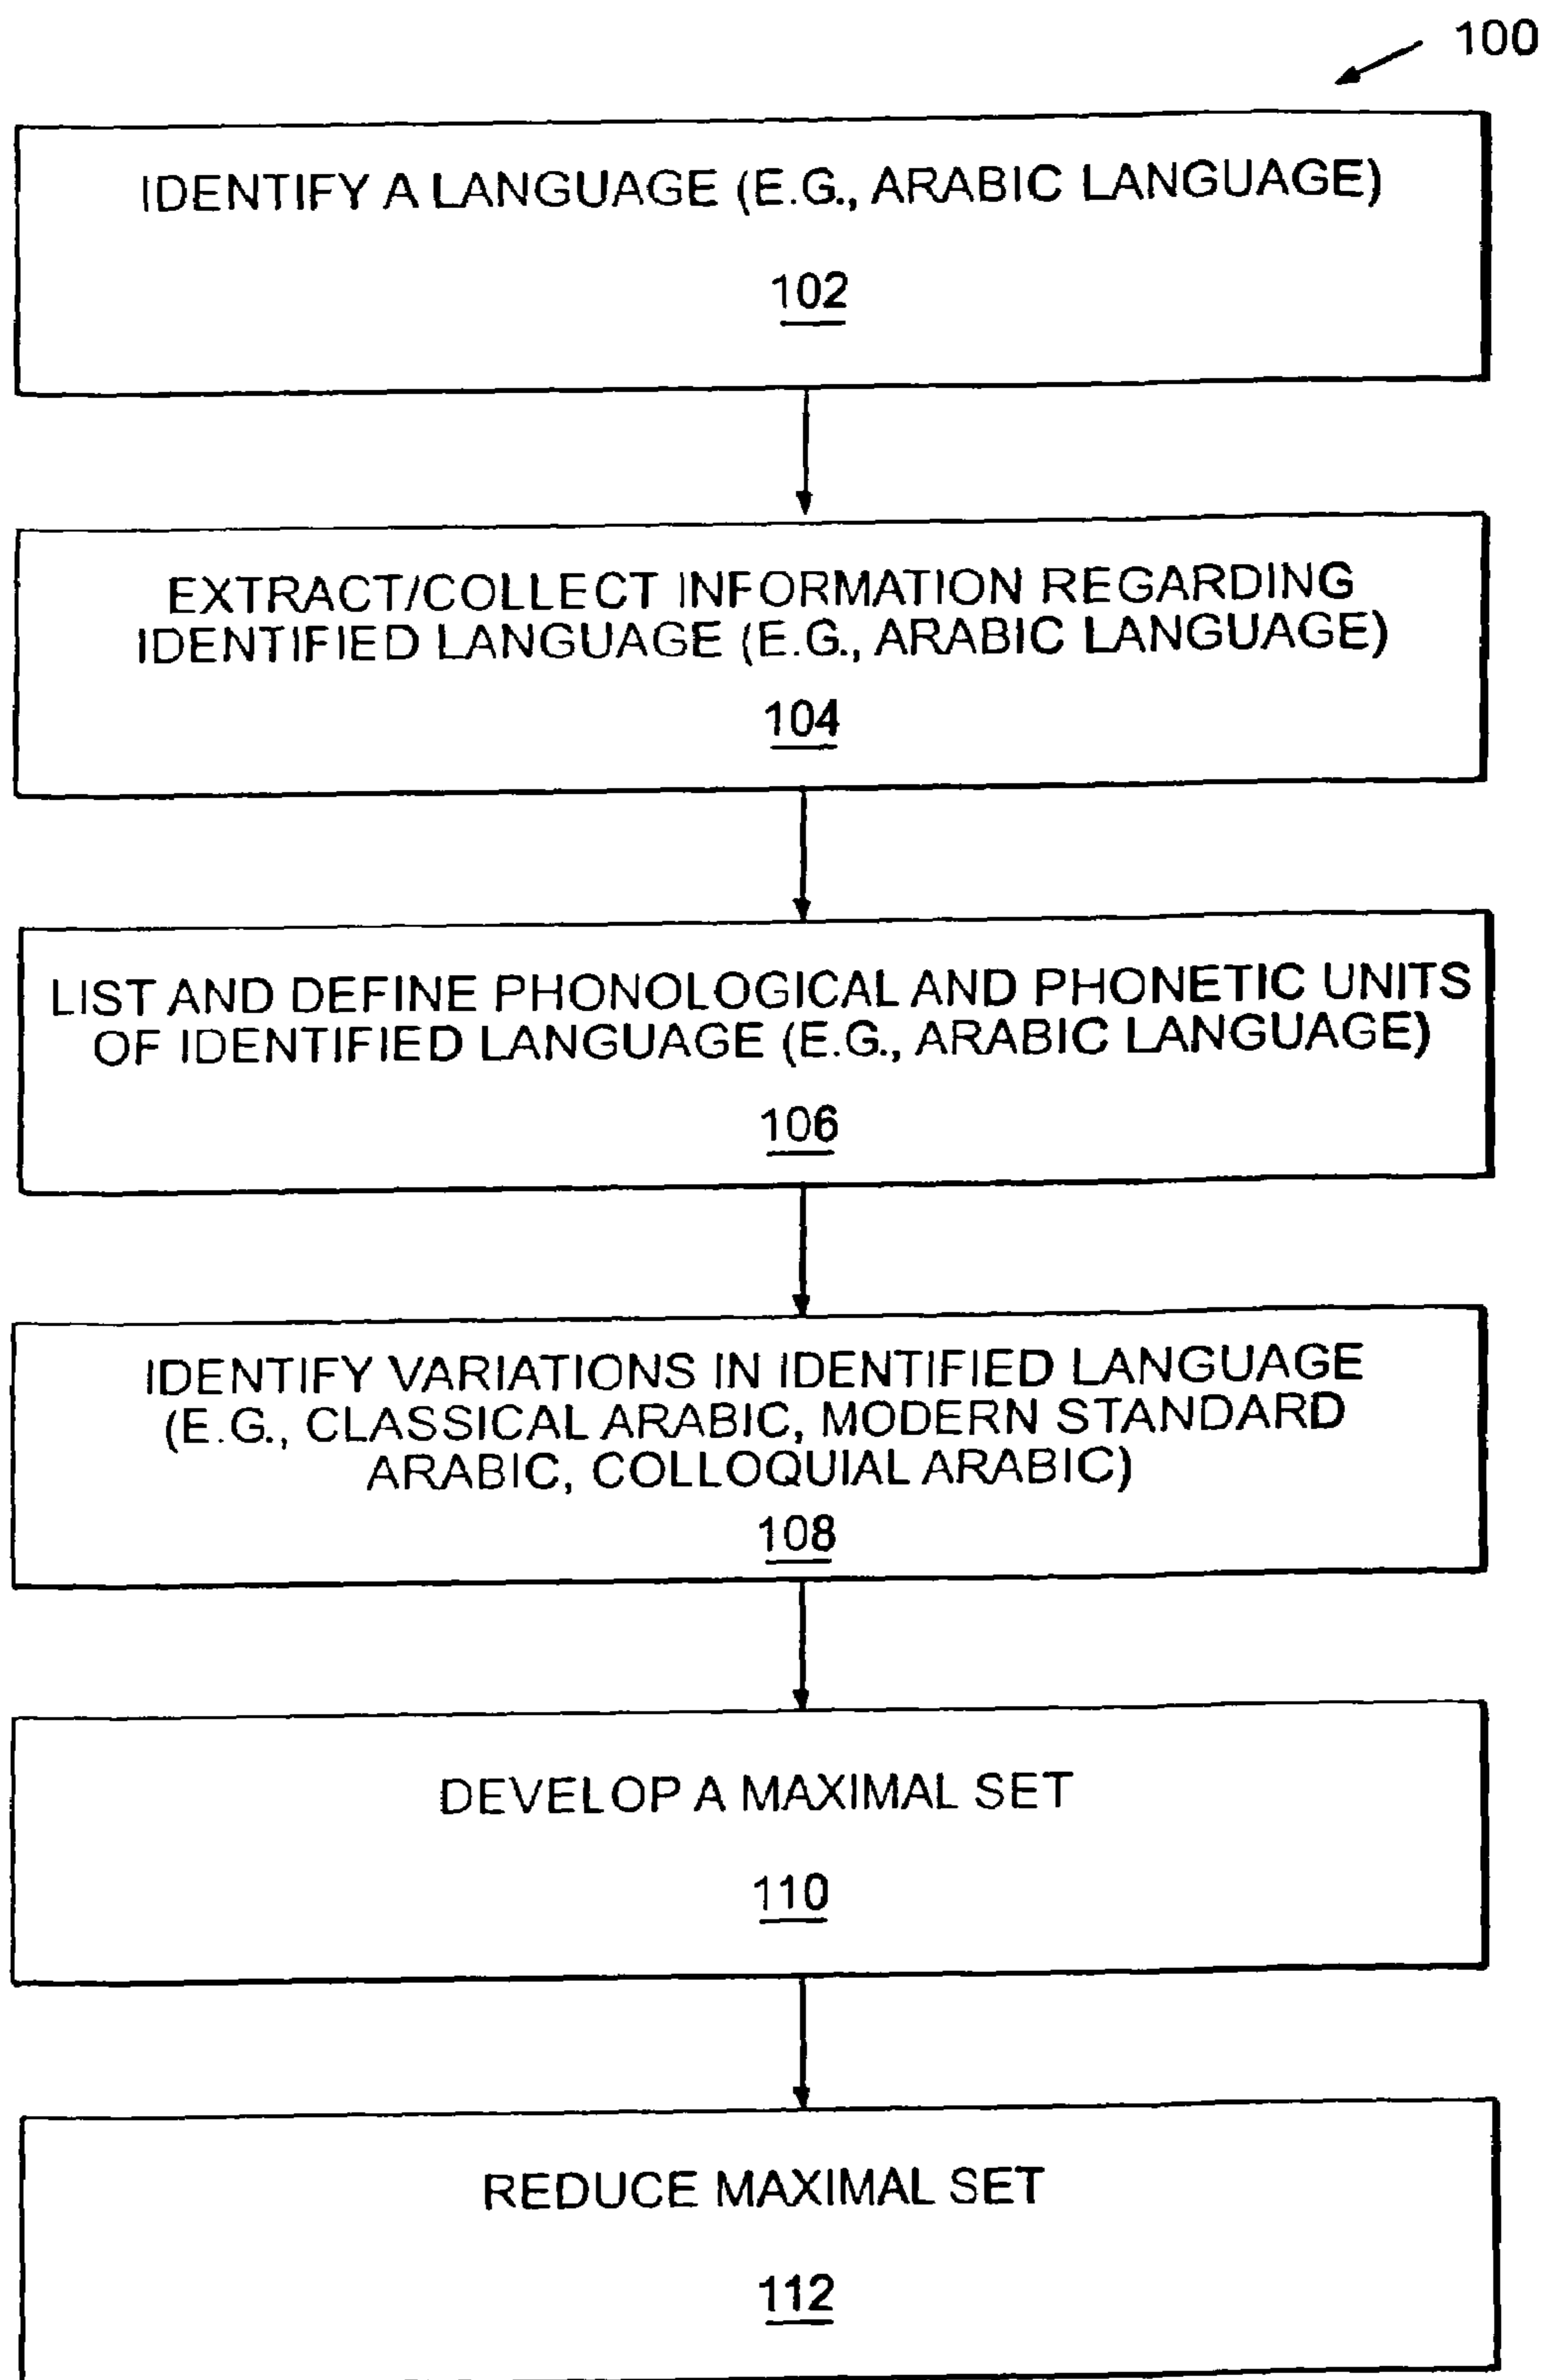 100
IDENTIFY A LANGUAGE (E.G., ARABIC LANGUAGE)
102
EXTRACT/COLLECT INFORMATION REGARDING
IDENTIFIED LANGUAGE (E.G., ARABIC LANGUAGE)
104
LIST AND DEFINE PHONOLOGICAL AND PHONETIC UNITS
OF IDENTIFIED LANGUAGE (E.G., ARABIC LANGUAGE)
106
IDENTIFY VARIATIONS IN IDENTIFIED LANGUAGE
(E.G., CLASSICAL ARABIC, MODERN STANDARD
ARABIC, COLLOQUIAL ARABIC)
108
DEVELOP A MAXIMAL SET
110
REDUCE MAXIMAL SET
112